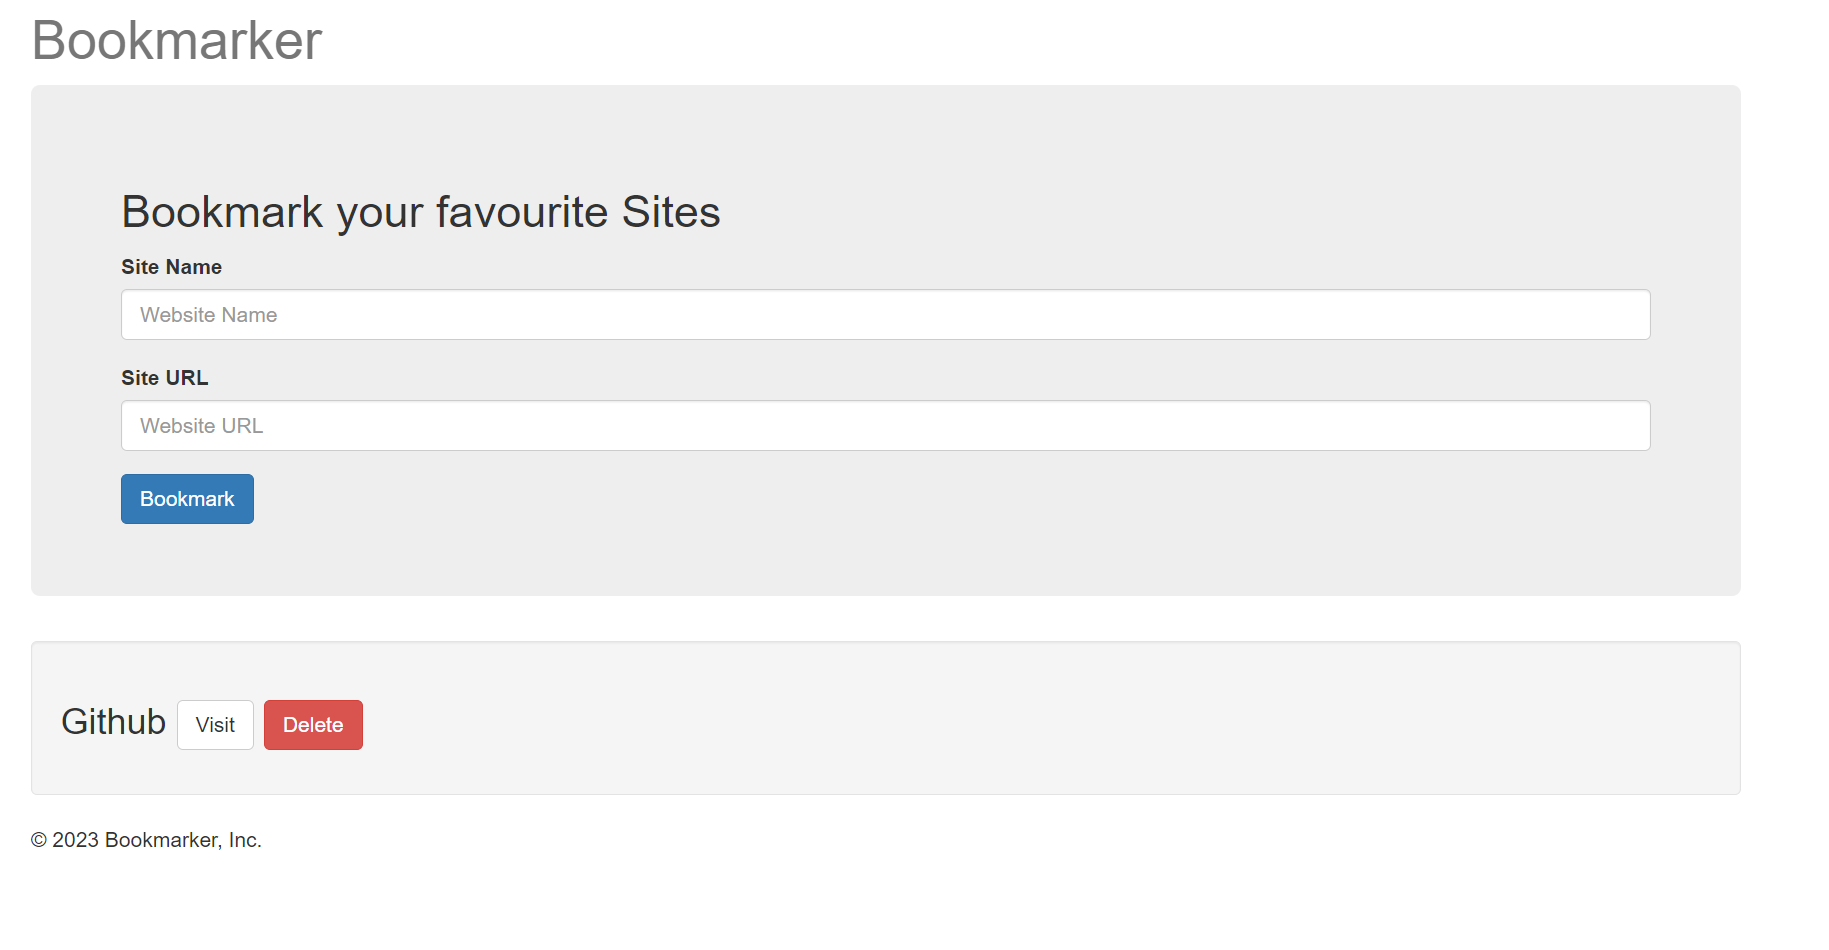 Bookmarker
Bookmark your favourite Sites
Site Name
Website Name
Site URL
Website URL
Bookmark
Github Visit Delete
© 2023 Bookmarker, Inc.